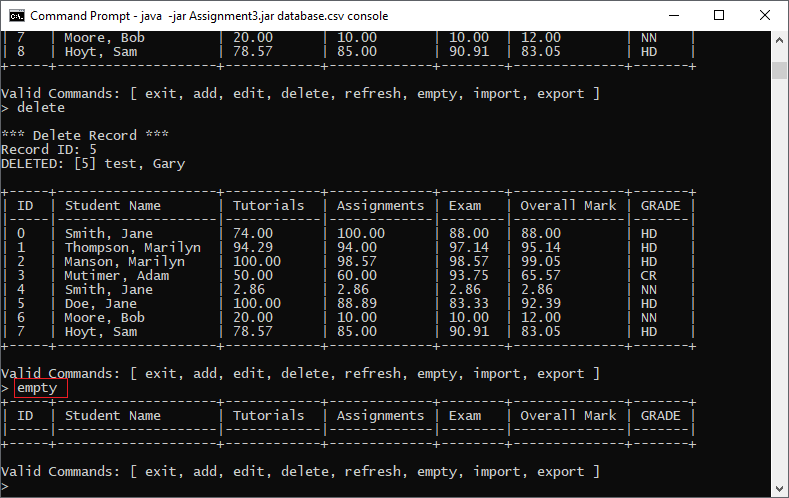 Command Prompt - java  -jar Assignment3.jar database.csv console
| 7   | Moore, Bob         | 20.00      | 10.00       | 10.00  | 12.00        | NN    |
| 8   | Hoyt, Sam          | 78.57      | 85.00       | 90.91  | 83.05        | HD    |
+-----+--------------------+------------+-------------+--------+--------------+-------+
Valid Commands: [ exit, add, edit, delete, refresh, empty, import, export ]
> delete
*** Delete Record ***
Record ID: 5
DELETED: [5] test, Gary
+-----+--------------------+------------+-------------+--------+--------------+-------+
| ID  | Student Name       | Tutorials  | Assignments | Exam   | Overall Mark | GRADE |
|-----|--------------------|------------|-------------|--------|--------------|-------|
| 0   | Smith, Jane        | 74.00      | 100.00      | 88.00  | 88.00        | HD    |
| 1   | Thompson, Marilyn  | 94.29      | 94.00       | 97.14  | 95.14        | HD    |
| 2   | Manson, Marilyn    | 100.00     | 98.57       | 98.57  | 99.05        | HD    |
| 3   | Mutimer, Adam      | 50.00      | 60.00       | 93.75  | 65.57        | CR    |
| 4   | Smith, Jane        | 2.86       | 2.86        | 2.86   | 2.86         | NN    |
| 5   | Doe, Jane          | 100.00     | 88.89       | 83.33  | 92.39        | HD    |
| 6   | Moore, Bob         | 20.00      | 10.00       | 10.00  | 12.00        | NN    |
| 7   | Hoyt, Sam          | 78.57      | 85.00       | 90.91  | 83.05        | HD    |
+-----+--------------------+------------+-------------+--------+--------------+-------+
Valid Commands: [ exit, add, edit, delete, refresh, empty, import, export ]
> empty
+-----+--------------------+------------+-------------+--------+--------------+-------+
| ID  | Student Name       | Tutorials  | Assignments | Exam   | Overall Mark | GRADE |
|-----|--------------------|------------|-------------|--------|--------------|-------|
+-----+--------------------+------------+-------------+--------+--------------+-------+
Valid Commands: [ exit, add, edit, delete, refresh, empty, import, export ]
>